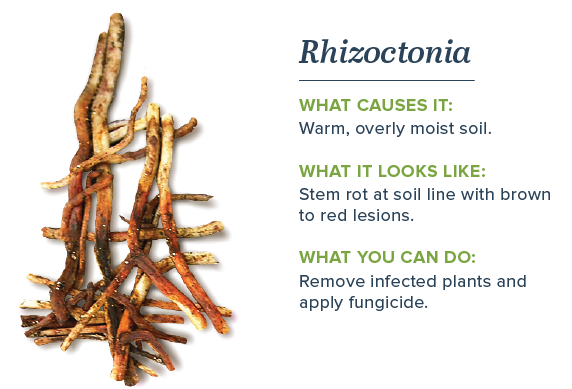 Rhizoctonia
WHAT CAUSES IT:
Warm, overly moist soil.
WHAT IT LOOKS LIKE:
Stem rot at soil line with brown
to red lesions.
WHAT YOU CAN DO:
Remove infected plants and
apply fungicide.